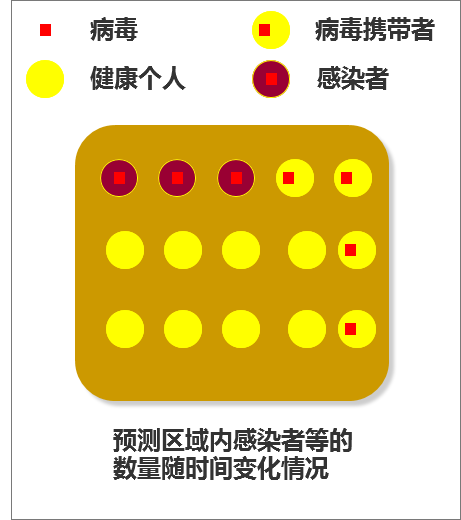 病毒
病毒携带者
健康个人
感染者
预测区域内感染者等的
数量随时间变化情况